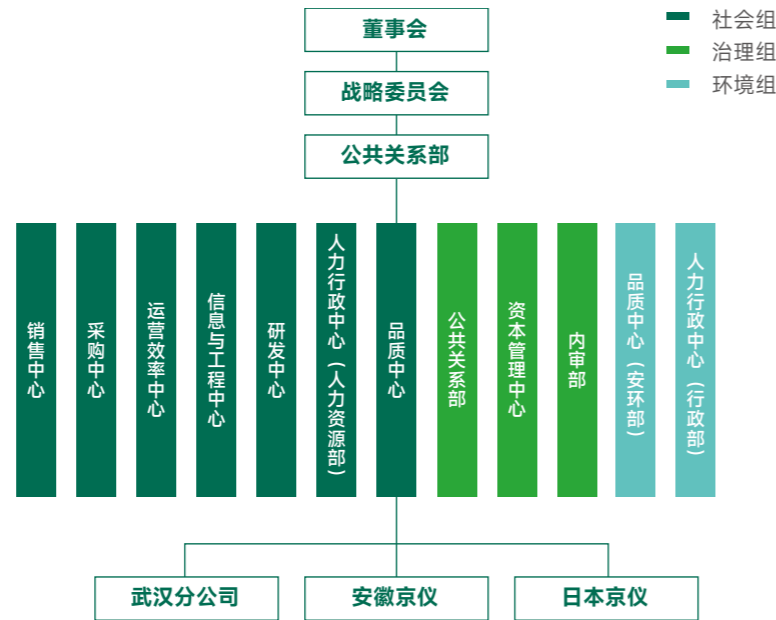 董事会
战略委员会
公共关系部
社会组
治理组
环境组
销售中心
采购中心
运营效率中心
信息与工程中心
研发中心
人力行政中心（人力资源部）
品质中心
公共关系部
资本管理中心
内审部
品质中心（安环部）
人力行政中心（行政部）
武汉分公司
安徽京仪
日本京仪